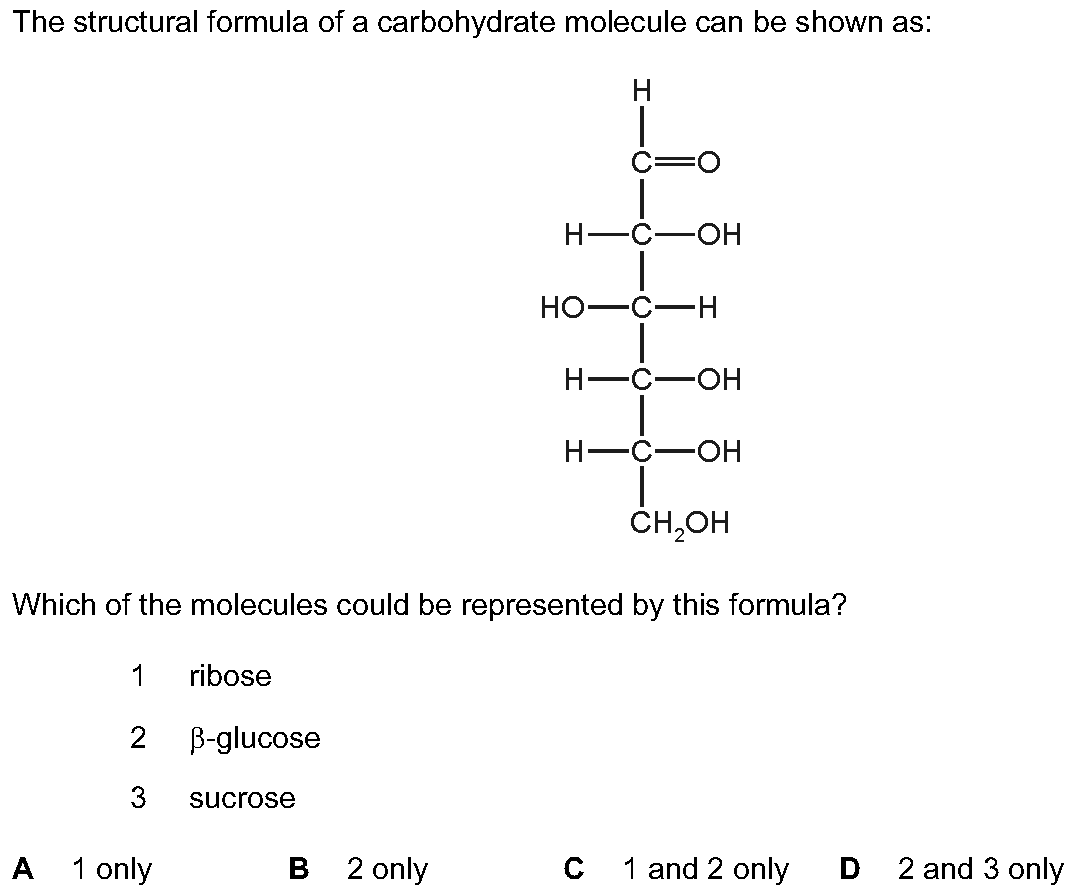 The structural formula of a carbohydrate molecule can be shown as:
H
C=O
H—C—OH
HO—C—H
H—C—OH
H—C—OH
CH₂OH
Which of the molecules could be represented by this formula?
1 ribose
2 β-glucose
3 sucrose
A 1 only B 2 only C 1 and 2 only D 2 and 3 only